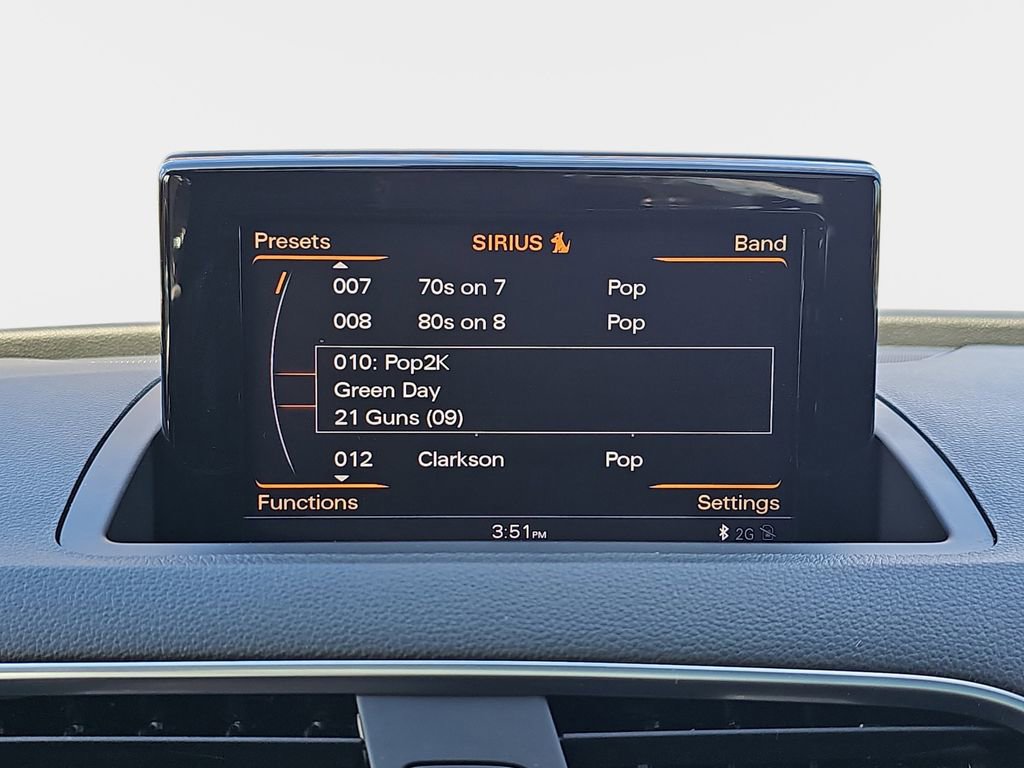 Presets SIRIUS Band
007 70s on 7 Pop
008 80s on 8 Pop
010: Pop2K
Green Day
21 Guns (09)
012 Clarkson Pop
Functions Settings
3:51PM 2G